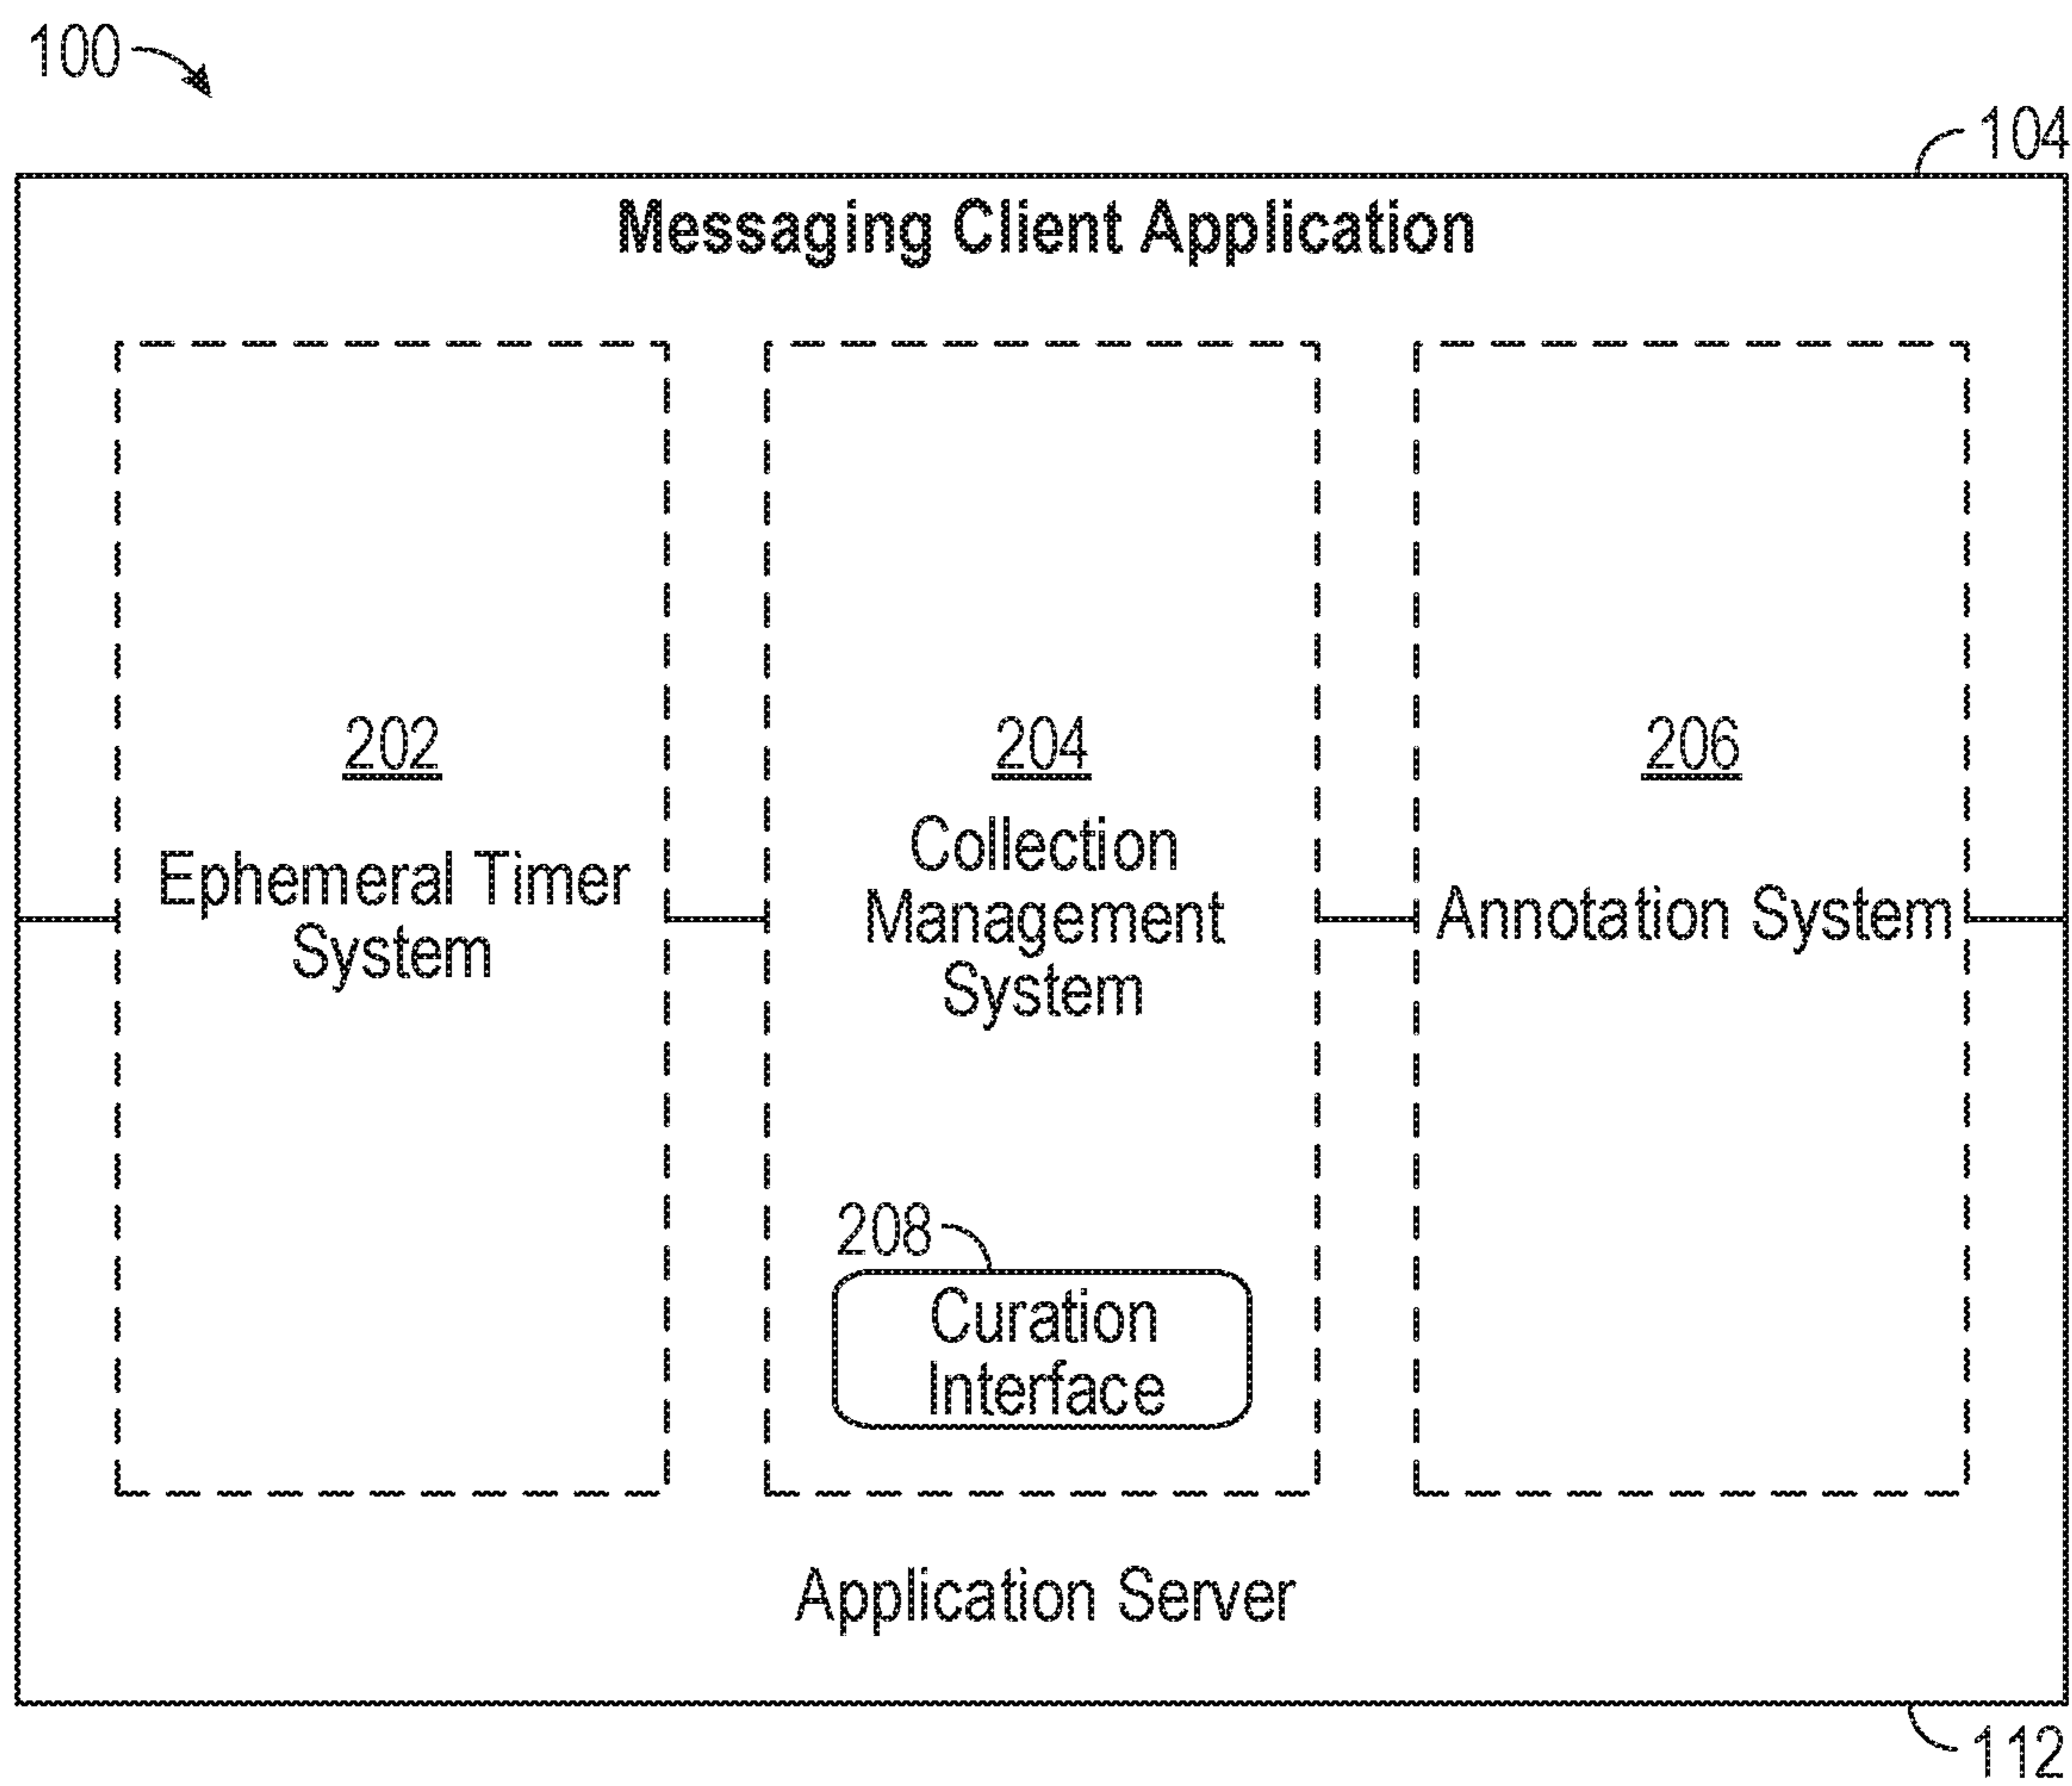 100
104
Messaging Client Application
202
Ephemeral Timer
System
204
Collection
Management
System
206
Annotation System
208
Curation
Interface
Application Server
112